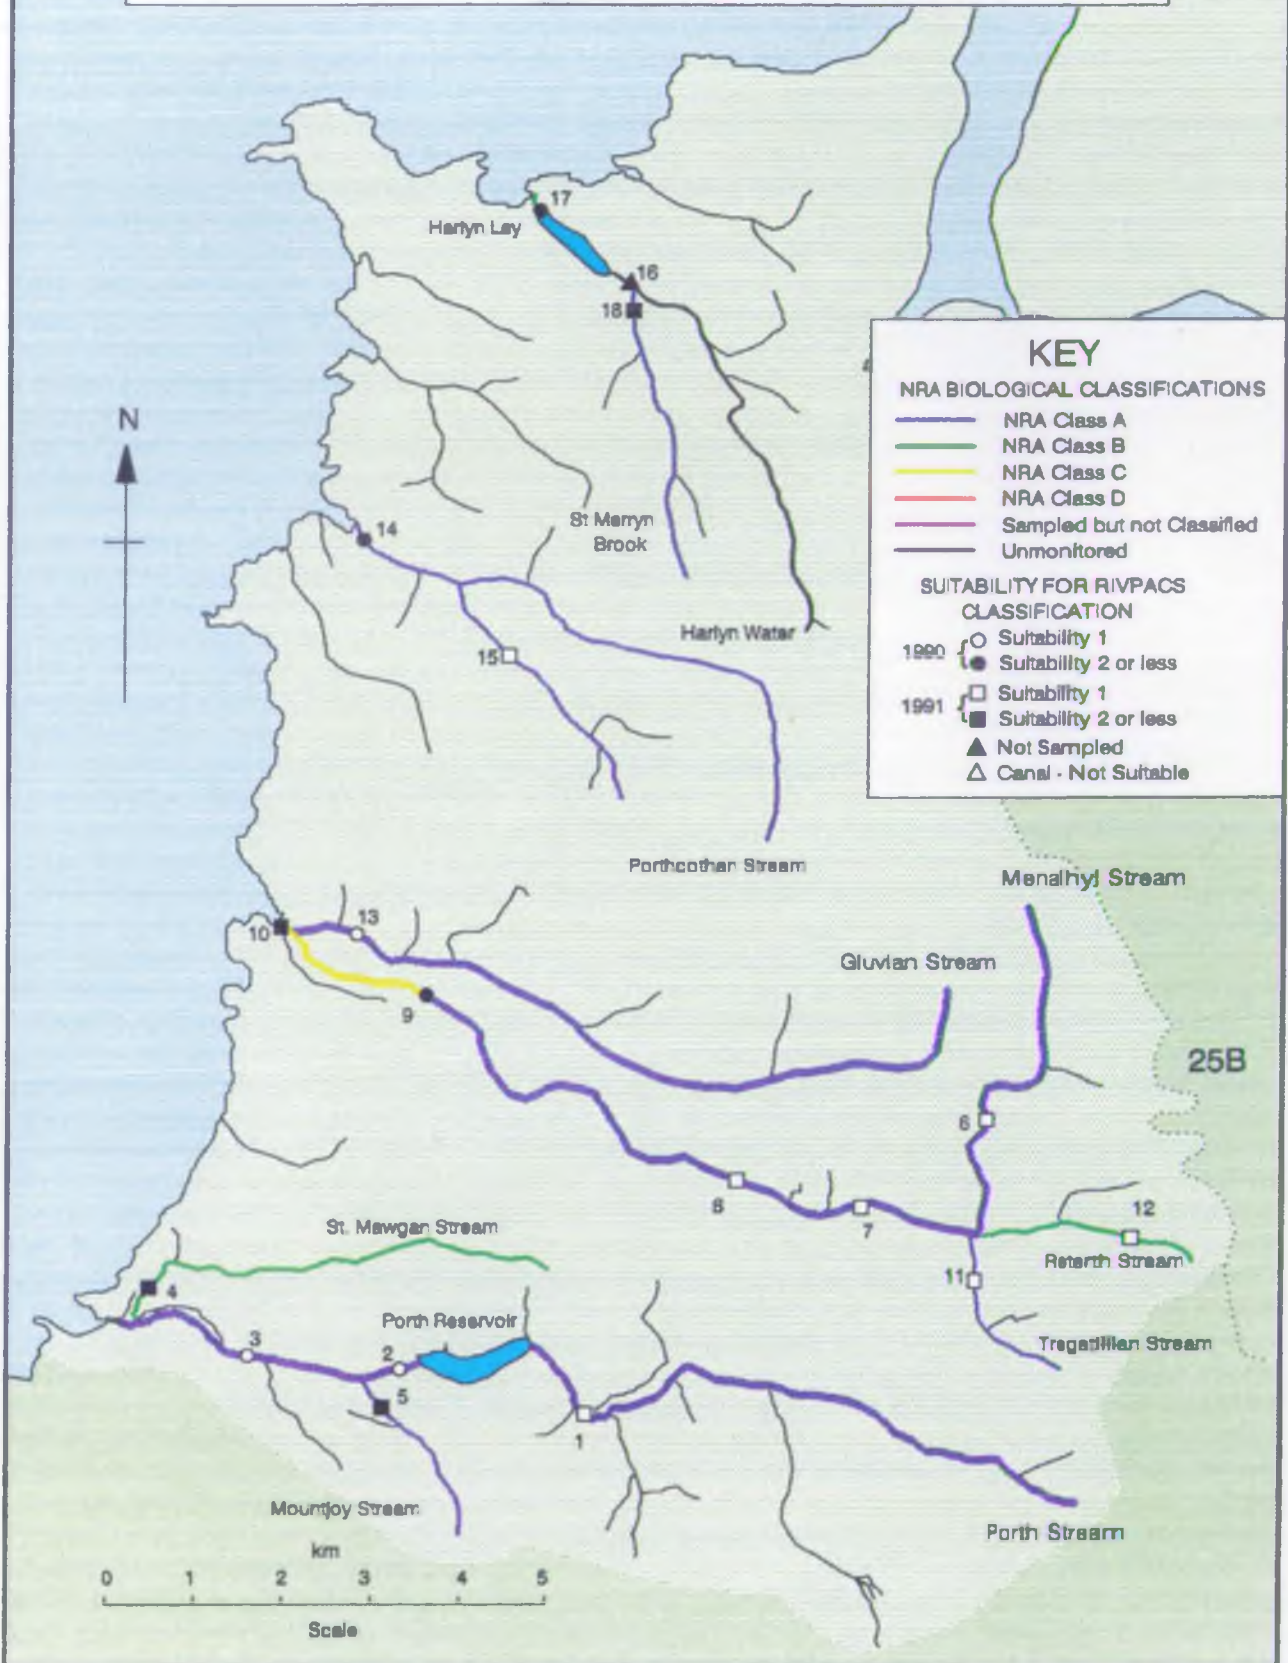 17
Harlyn Ley
16
18
N
KEY
NRA BIOLOGICAL CLASSIFICATIONS
NRA Class A
NRA Class B
NRA Class C
NRA Class D
Sampled but not Classified
Unmonitored
SUITABILITY FOR RIVPACS
CLASSIFICATION
1990 { Suitability 1
Suitability 2 or less
1991 { Suitability 1
Suitability 2 or less
Not Sampled
Canal - Not Suitable
St Merryn
Brook
14
Harlyn Water
15
Porthcothan Stream
Menalhyl Stream
13
10
Gluvian Stream
9
25B
6
8
7
12
St. Mawgan Stream
Reterth Stream
11
4
Porth Reservoir
3
2
Tregatillian Stream
5
1
Mountjoy Stream
Porth Stream
km
0 1 2 3 4 5
Scale